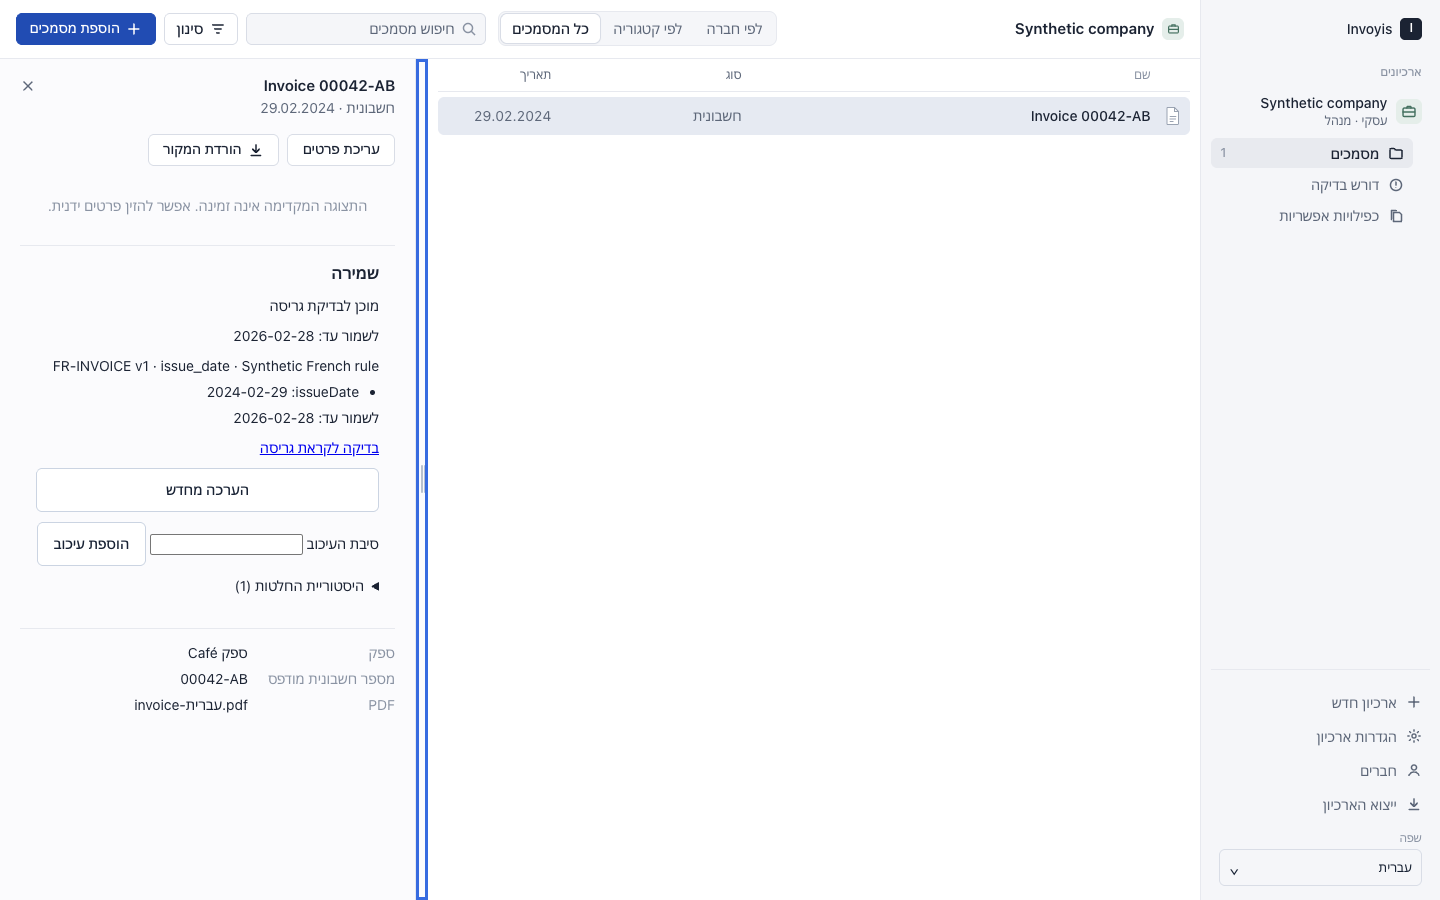 I Invoyis
ארכיונים
Synthetic company
עסקי · מנהל
מסמכים 1
דורש בדיקה
כפילויות אפשריות
ארכיון חדש
הגדרות ארכיון
חברים
ייצוא הארכיון
שפה
עברית
Synthetic company
לפי חברה לפי קטגוריה כל המסמכים
חיפוש מסמכים
סינון
הוספת מסמכים
שם סוג תאריך
Invoice 00042-AB חשבונית 29.02.2024
Invoice 00042-AB
חשבונית · 29.02.2024
עריכת פרטים הורדת המקור
התצוגה המקדימה אינה זמינה. אפשר להזין פרטים ידנית.
שמירה
מוכן לבדיקת גריסה
לשמור עד: 2026-02-28
FR-INVOICE v1 · issue_date · Synthetic French rule
• issueDate: 2024-02-29
לשמור עד: 2026-02-28
בדיקה לקראת גריסה
הערכה מחדש
סיבת העיכוב הוספת עיכוב
היסטוריית החלטות (1)
ספק ספק Café
מספר חשבונית מודפס 00042-AB
PDF invoice-עברית.pdf